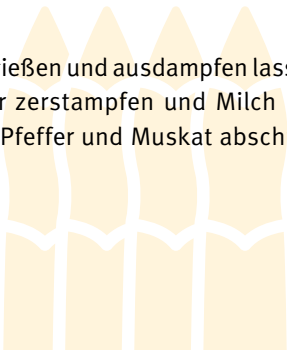 ießen und ausdampfen lass
r zerstampfen und Milch
Pfeffer und Muskat absch